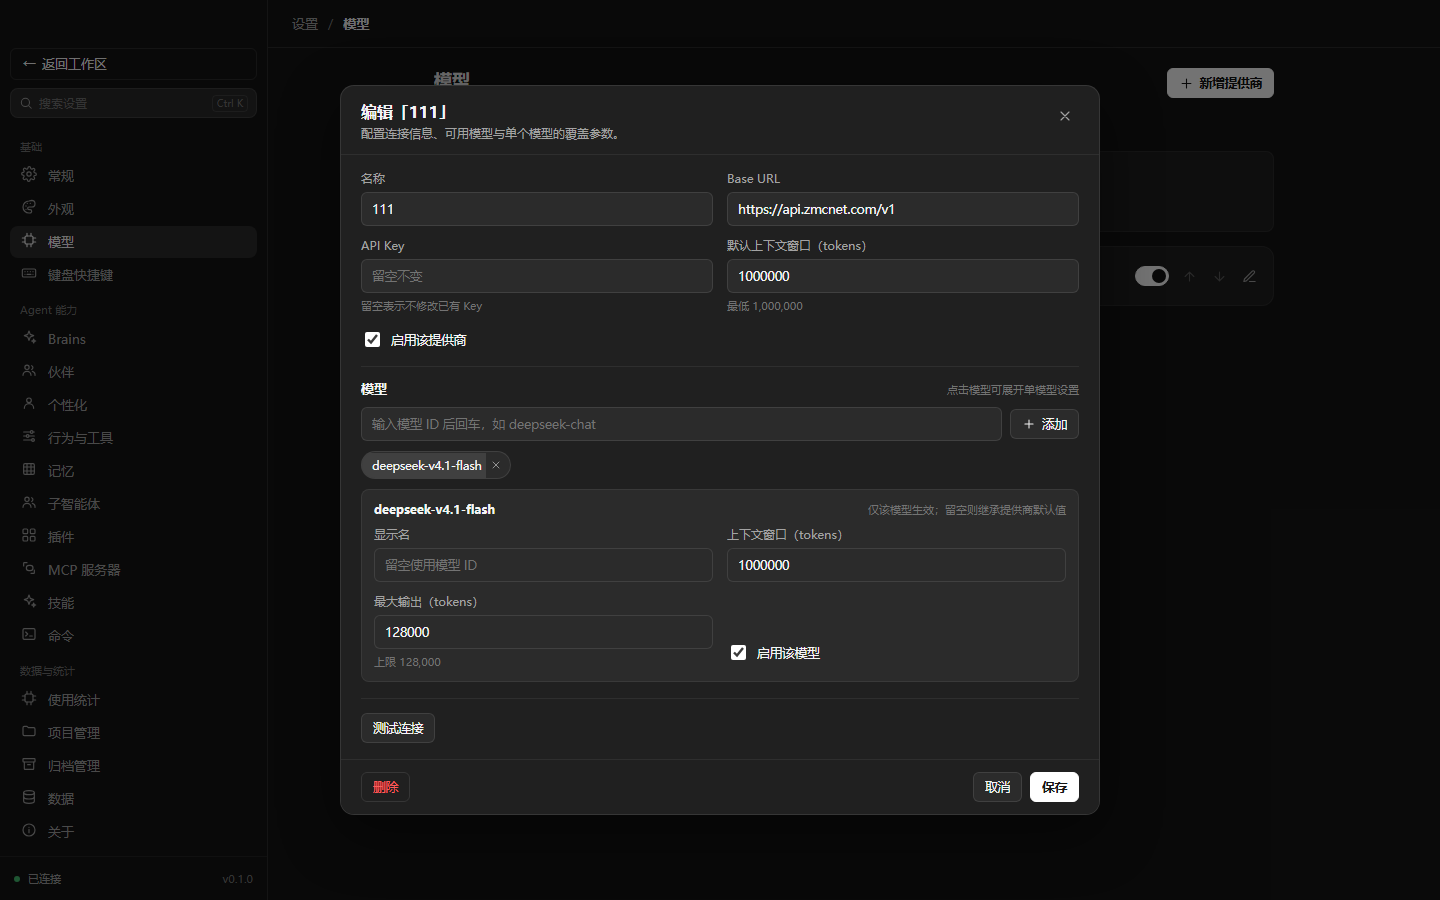 设置 / 模型
返回工作区
搜索设置 Ctrl K
基础
常规
外观
模型
键盘快捷键
Agent 能力
Brains
伙伴
个性化
行为与工具
记忆
子智能体
插件
MCP 服务器
技能
命令
数据与统计
使用统计
项目管理
归档管理
数据
关于
已连接 v0.1.0
模型
新增提供商
编辑「111」
配置连接信息、可用模型与单个模型的覆盖参数。
名称
111
Base URL
https://api.zmcnet.com/v1
API Key
留空不变
留空表示不修改已有 Key
默认上下文窗口（tokens）
1000000
最低 1,000,000
启用该提供商
模型 点击模型可展开单模型设置
输入模型 ID 后回车，如 deepseek-chat
添加
deepseek-v4.1-flash
deepseek-v4.1-flash 仅该模型生效；留空则继承提供商默认值
显示名
留空使用模型 ID
上下文窗口（tokens）
1000000
最大输出（tokens）
128000
上限 128,000
启用该模型
测试连接
删除
取消
保存